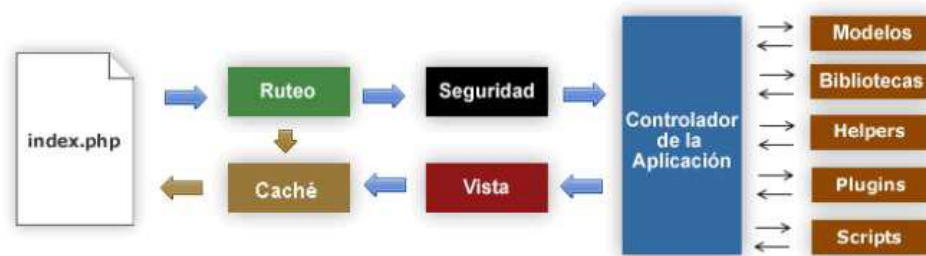 index.php
Ruteo
Seguridad
Caché
Vista
Controlador
de la
Aplicación
Modelos
Bibliotecas
Helpers
Plugins
Scripts